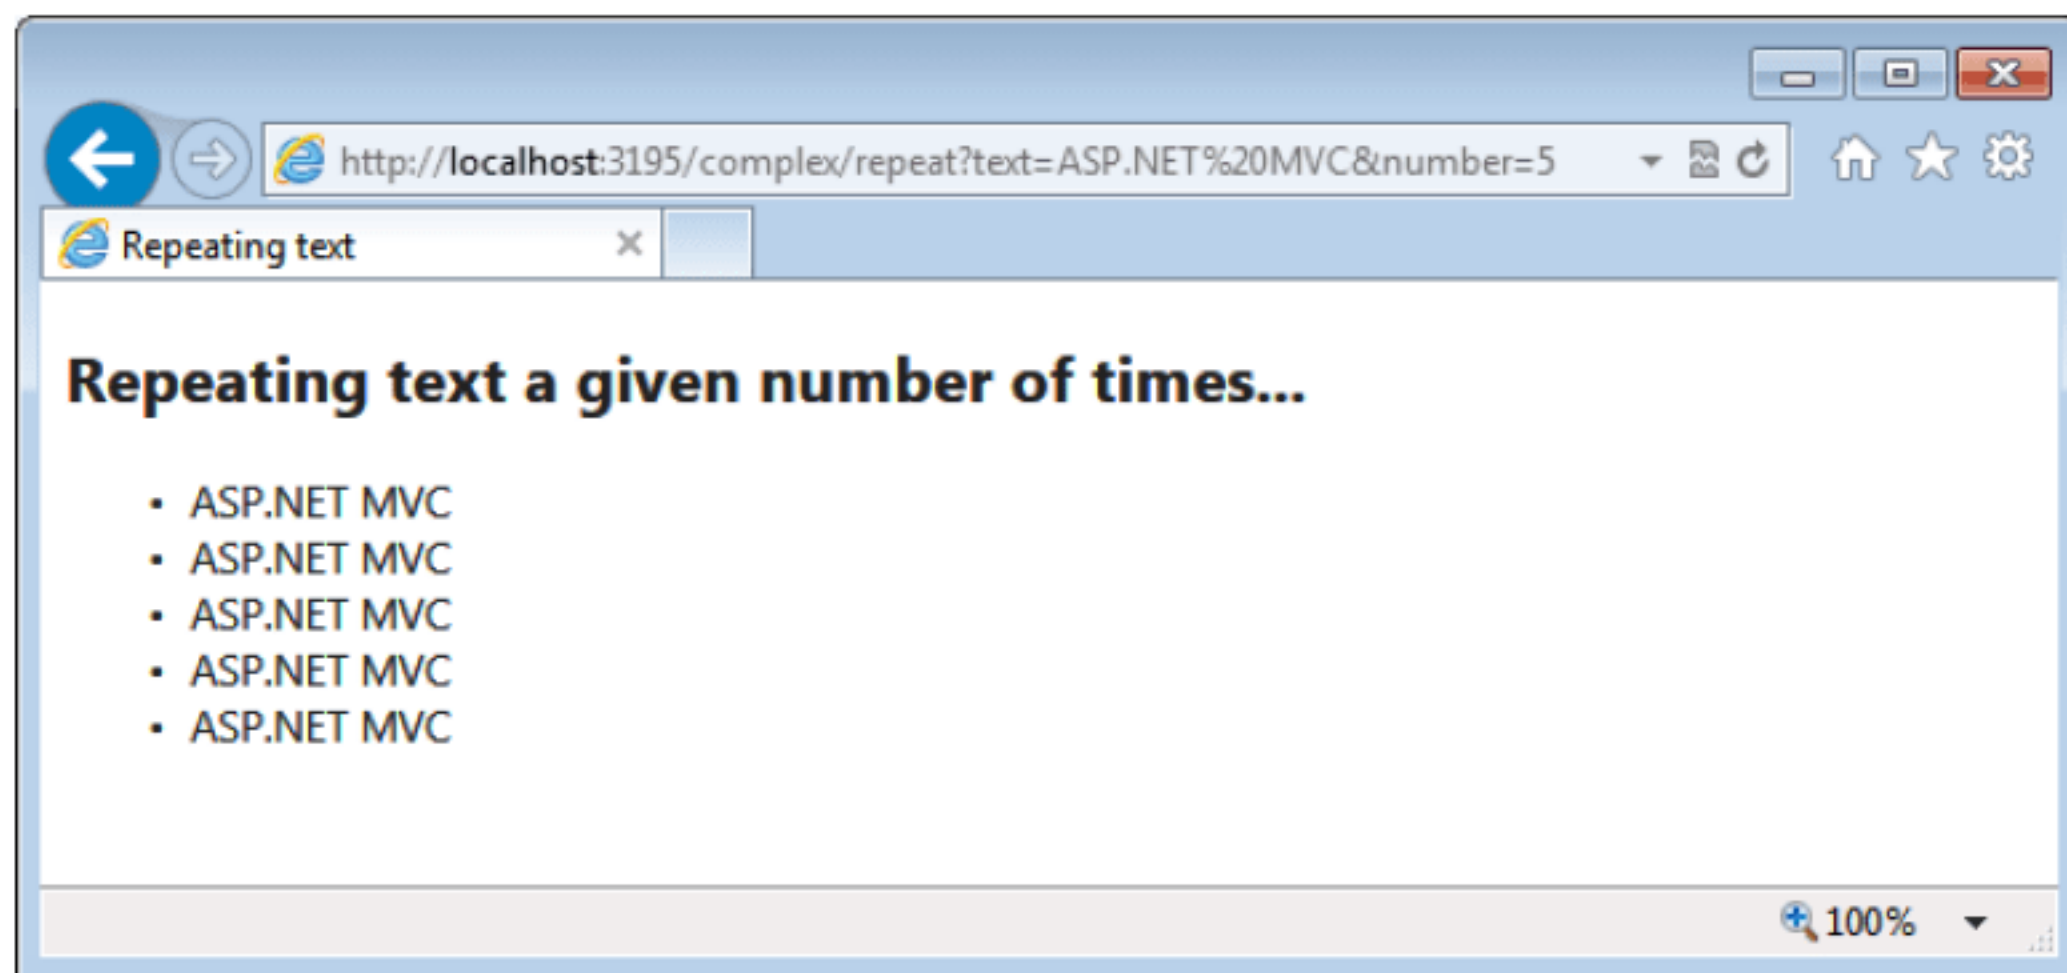 http://localhost:3195/complex/repeat?text=ASP.NET%20MVC&number=5
Repeating text
Repeating text a given number of times...
• ASP.NET MVC
• ASP.NET MVC
• ASP.NET MVC
• ASP.NET MVC
• ASP.NET MVC
100%